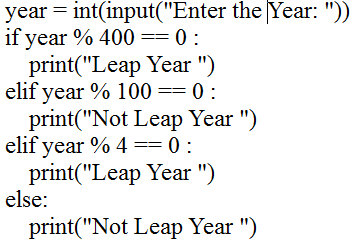 year = int(input("Enter the Year: "))
if year % 400 == 0 :
    print("Leap Year ")
elif year % 100 == 0 :
    print("Not Leap Year ")
elif year % 4 == 0 :
    print("Leap Year ")
else:
    print("Not Leap Year ")